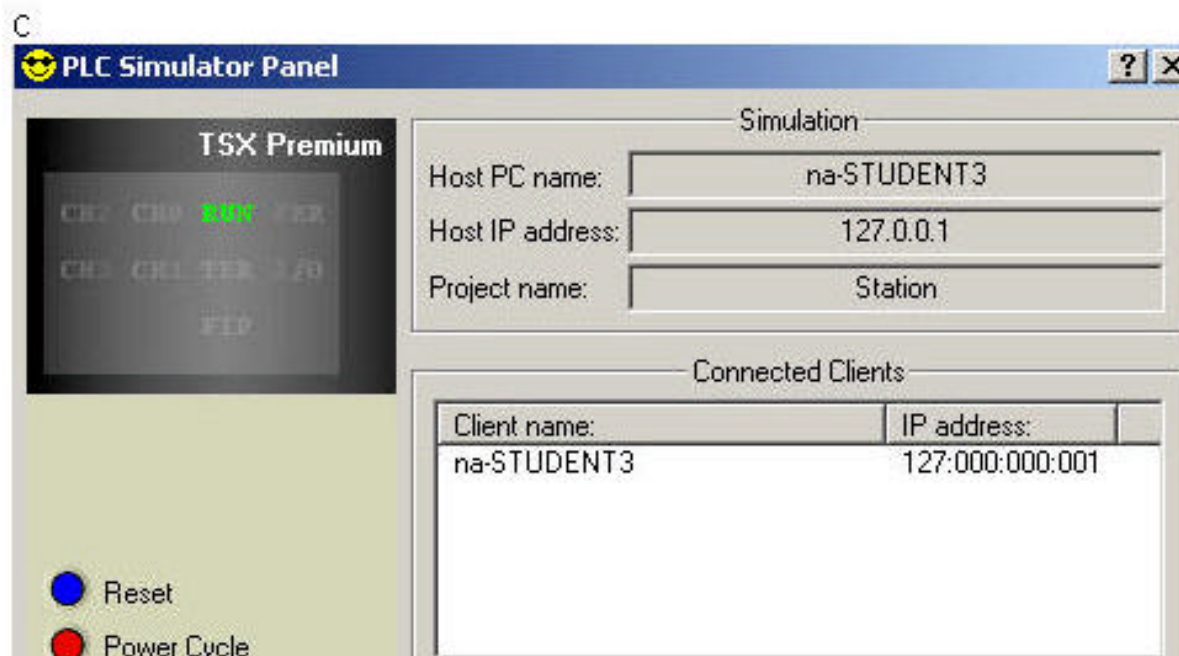 C
PLC Simulator Panel
TSX Premium
RUN
TER I/O
Simulation
Host PC name: na-STUDENT3
Host IP address: 127.0.0.1
Project name: Station
Connected Clients
Client name: IP address:
na-STUDENT3 127:000:000:001
Reset
Power Cycle